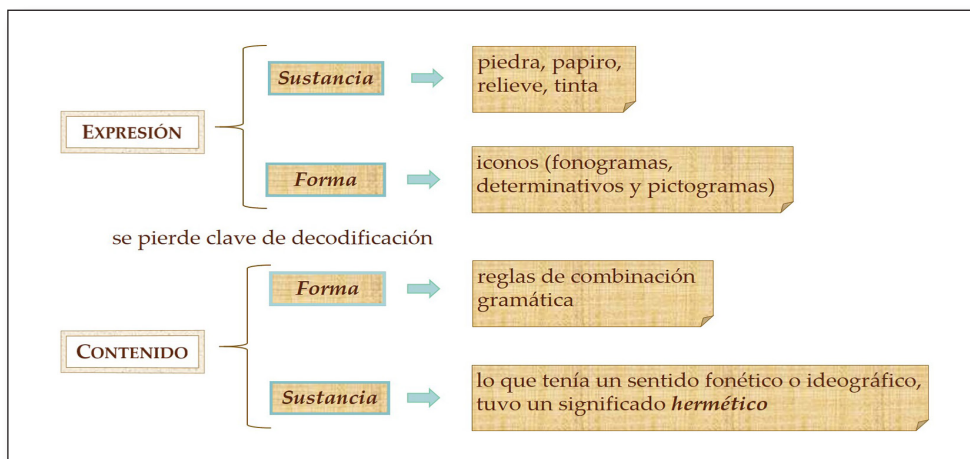 EXPRESIÓN
Sustancia
piedra, papiro,
relieve, tinta
Forma
iconos (fonogramas,
determinativos y pictogramas)
se pierde clave de decodificación
CONTENIDO
Forma
reglas de combinación
gramática
Sustancia
lo que tenía un sentido fonético o ideográfico,
tuvo un significado hermético